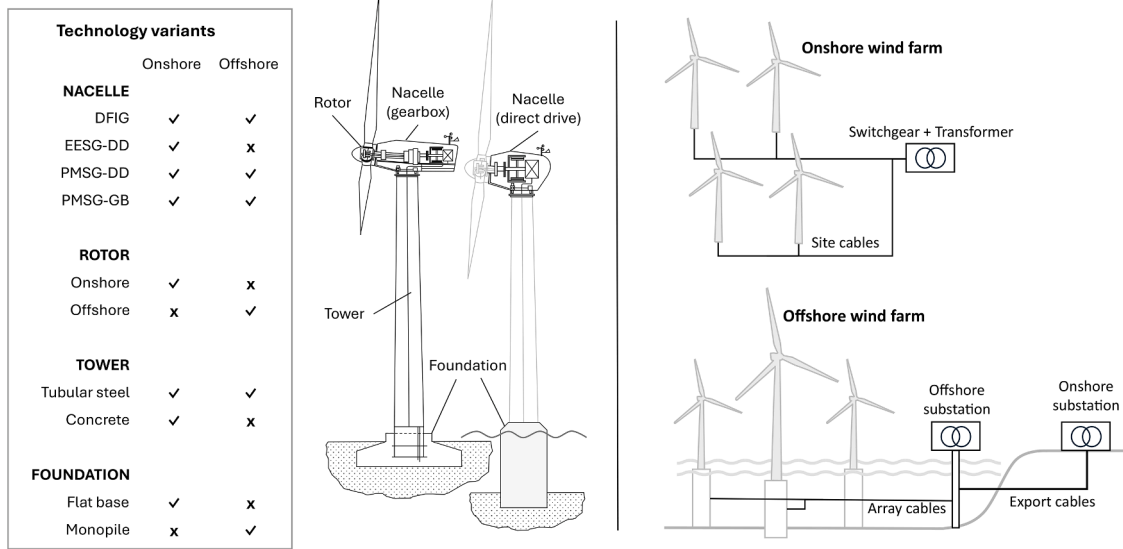 Technology variants
Onshore Offshore
NACELLE
DFIG ✓ ✓
EESG-DD ✓ x
PMSG-DD ✓ ✓
PMSG-GB ✓ ✓
ROTOR
Onshore ✓ x
Offshore x ✓
TOWER
Tubular steel ✓ ✓
Concrete ✓ x
FOUNDATION
Flat base ✓ x
Monopile x ✓
Rotor
Nacelle
(gearbox)
Nacelle
(direct drive)
Tower
Foundation
Onshore wind farm
Switchgear + Transformer
Site cables
Offshore wind farm
Offshore
substation
Onshore
substation
Array cables
Export cables